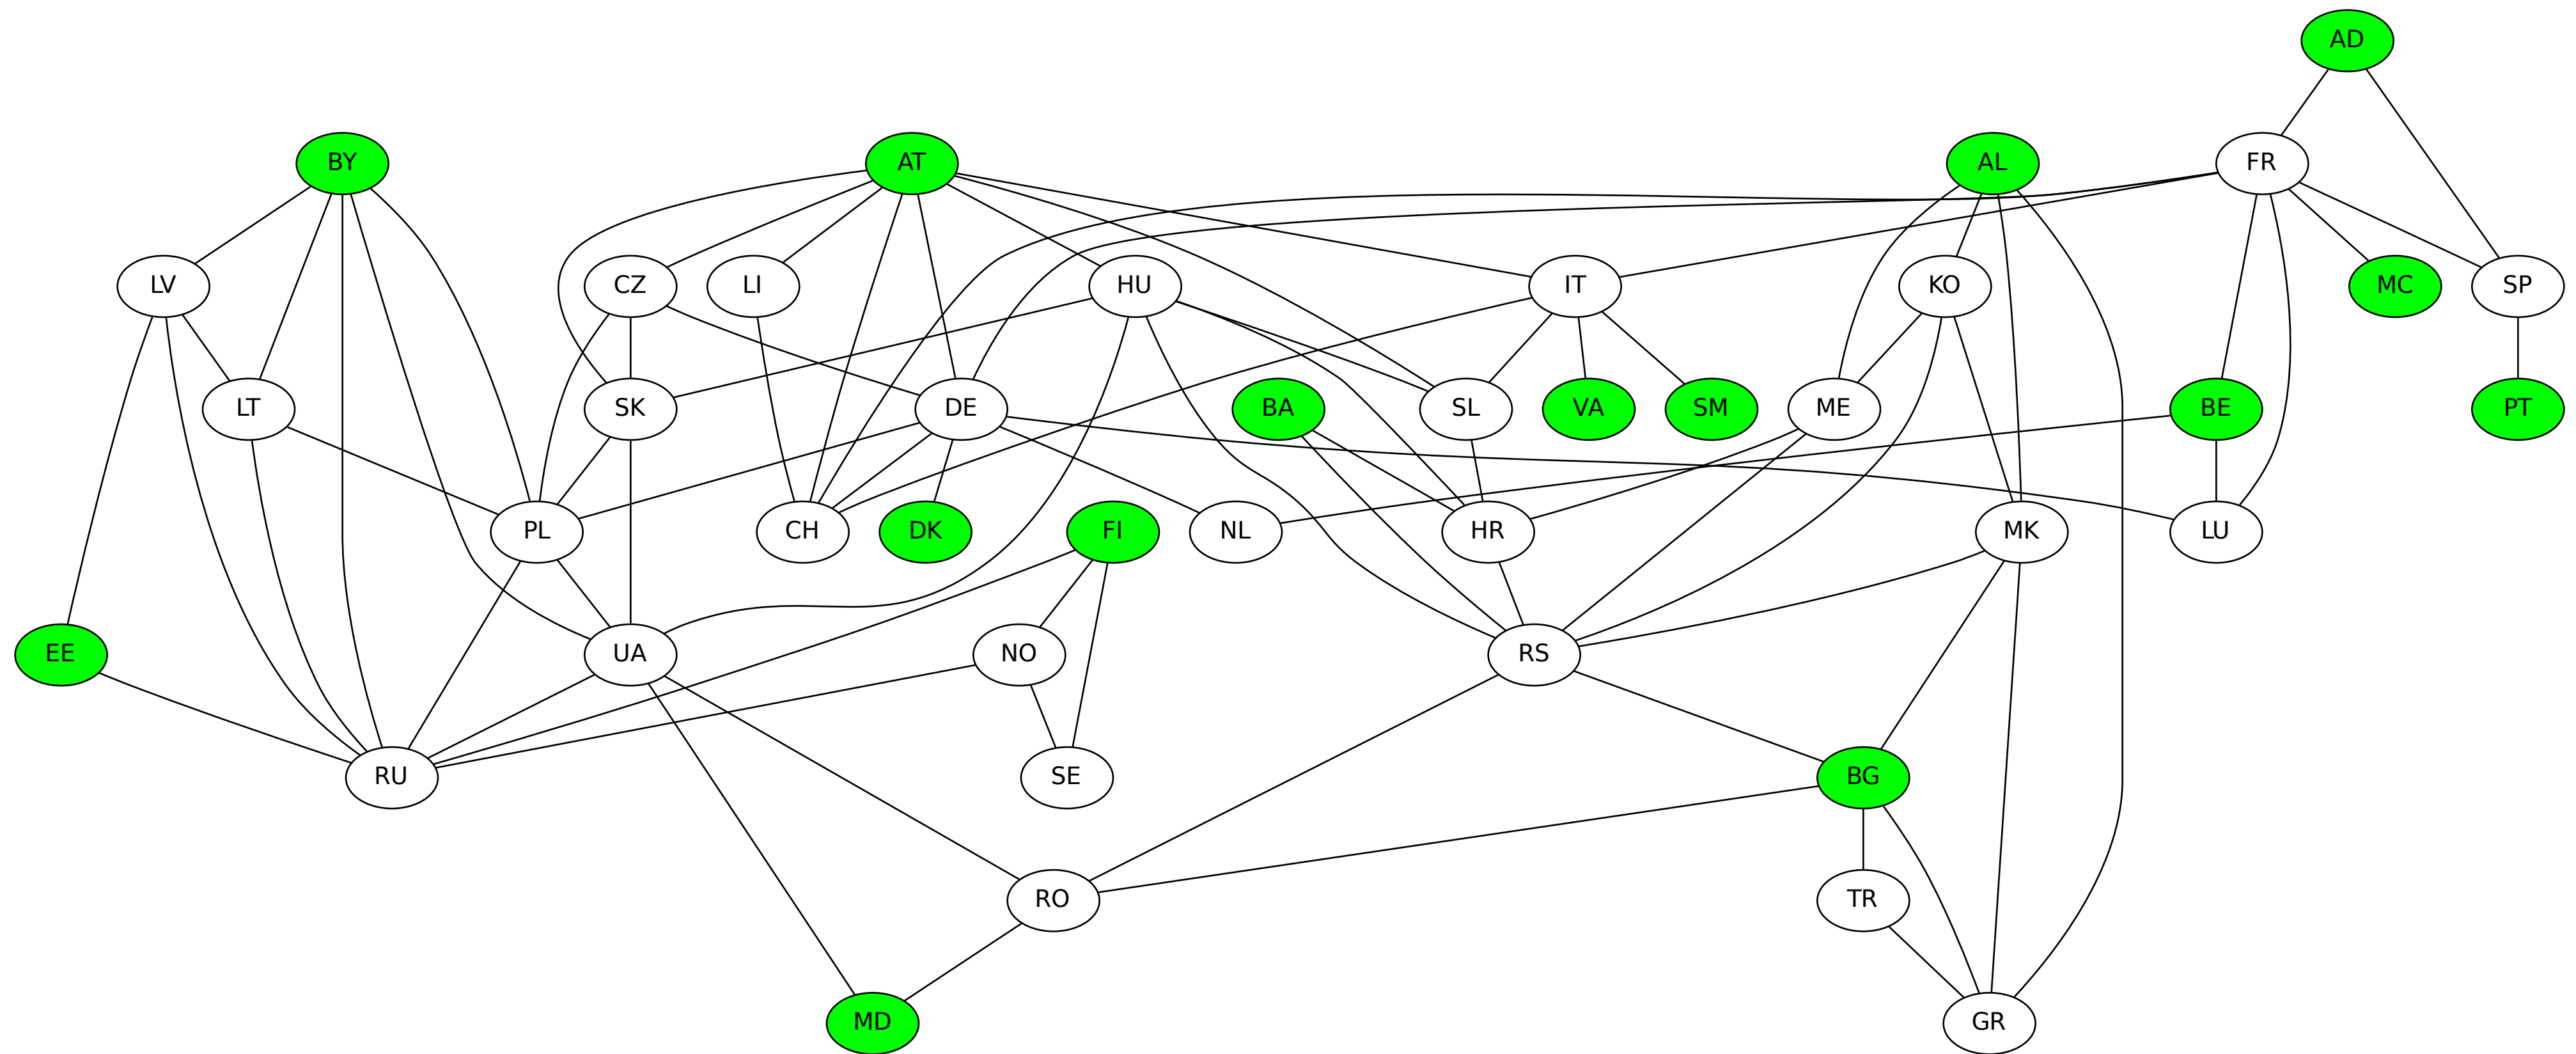 AD
BY
AT
AL
FR
LV
CZ
LI
HU
IT
KO
MC
SP
LT
SK
DE
BA
SL
VA
SM
ME
BE
PT
PL
CH
DK
FI
NL
HR
MK
LU
EE
UA
NO
RS
RU
SE
BG
RO
TR
MD
GR